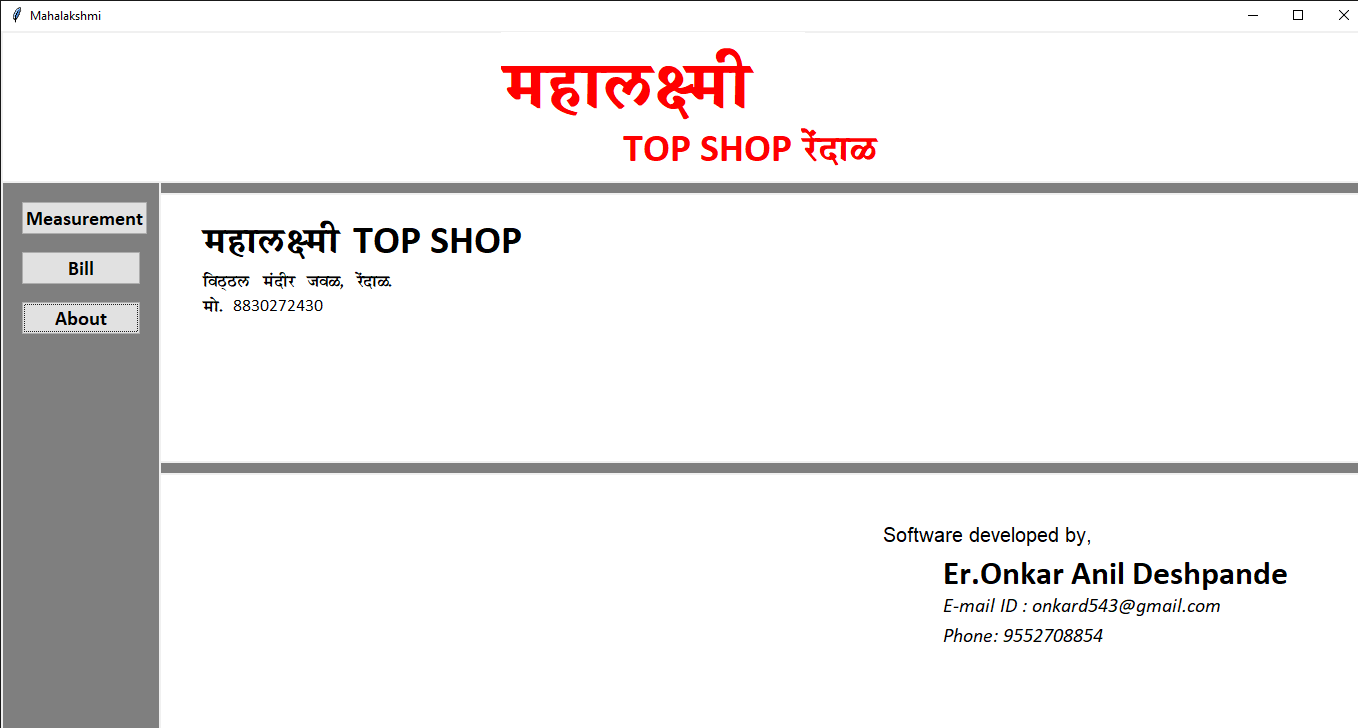 Mahalakshmi
महालक्ष्मी
TOP SHOP रेंदाळ
Measurement
Bill
About
महालक्ष्मी TOP SHOP
विठ्ठल मंदीर जवळ, रेंदाळ.
मो. 8830272430
Software developed by,
Er.Onkar Anil Deshpande
E-mail ID : onkard543@gmail.com
Phone: 9552708854